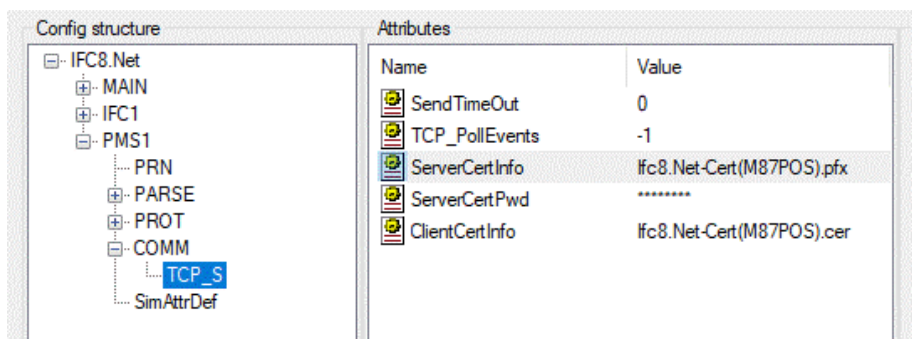 Config structure
IFC8.Net
MAIN
IFC1
PMS1
PRN
PARSE
PROT
COMM
TCP_S
SimAttrDef
Attributes
Name Value
SendTimeOut 0
TCP_PollEvents -1
ServerCertInfo Ifc8.Net-Cert(M87POS).pfx
ServerCertPwd ********
ClientCertInfo Ifc8.Net-Cert(M87POS).cer